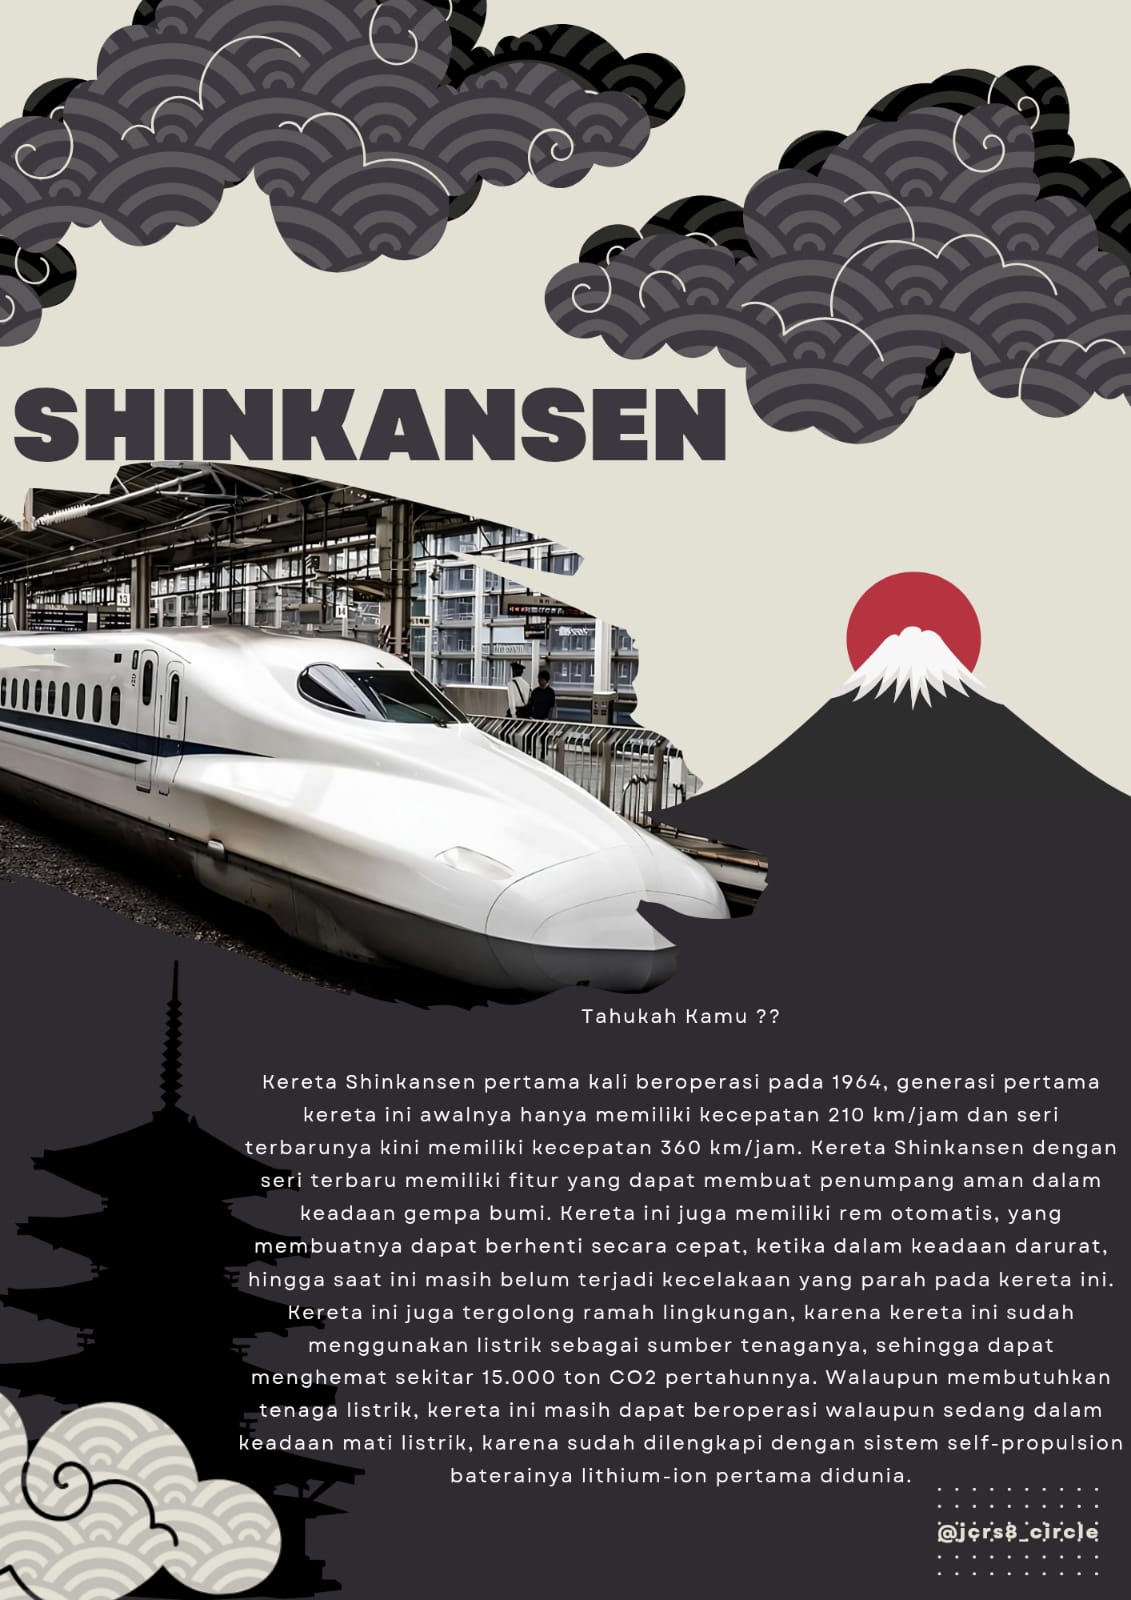 SHINKANSEN
13
14
Tahukah Kamu ??
Kereta Shinkansen pertama kali beroperasi pada 1964, generasi pertama
kereta ini awalnya hanya memiliki kecepatan 210 km/jam dan seri
terbarunya kini memiliki kecepatan 360 km/jam. Kereta Shinkansen dengan
seri terbaru memiliki fitur yang dapat membuat penumpang aman dalam
keadaan gempa bumi. Kereta ini juga memiliki rem otomatis, yang
membuatnya dapat berhenti secara cepat, ketika dalam keadaan darurat,
hingga saat ini masih belum terjadi kecelakaan yang parah pada kereta ini.
Kereta ini juga tergolong ramah lingkungan, karena kereta ini sudah
menggunakan listrik sebagai sumber tenaganya, sehingga dapat
menghemat sekitar 15.000 ton CO2 pertahunnya. Walaupun membutuhkan
tenaga listrik, kereta ini masih dapat beroperasi walaupun sedang dalam
keadaan mati listrik, karena sudah dilengkapi dengan sistem self-propulsion
baterainya lithium-ion pertama didunia.
@jcrs8_circle